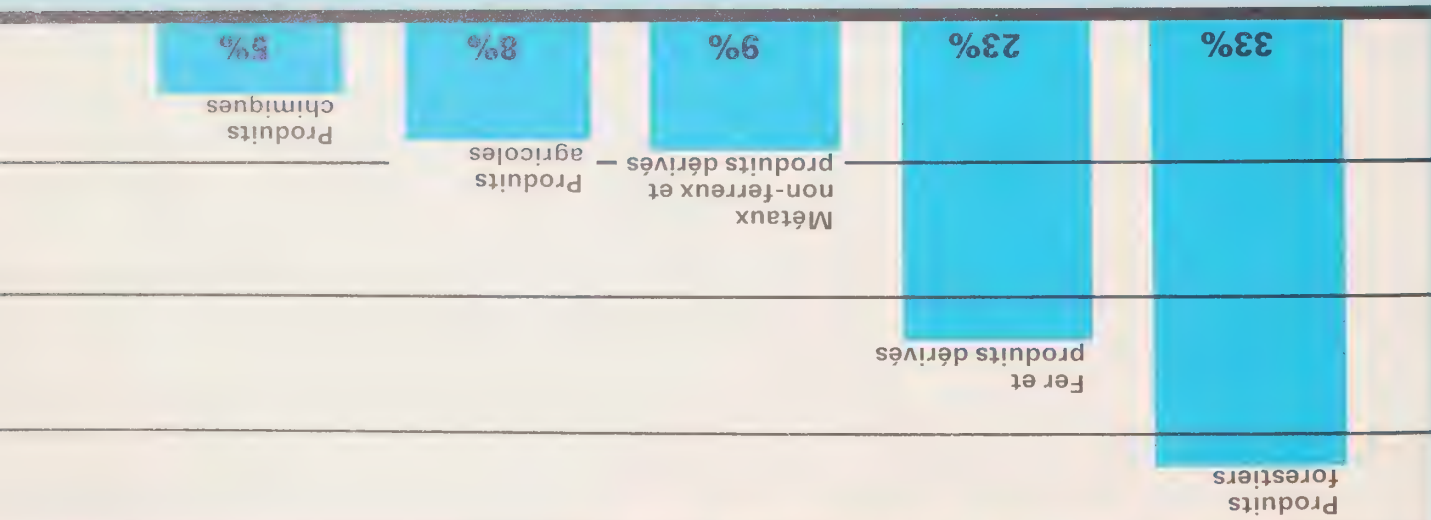 Produits
forestiers
33%
Fer et
produits dérivés
23%
Métaux
non-ferreux et
produits dérivés
9%
Produits
agricoles
8%
Produits
chimiques
5%